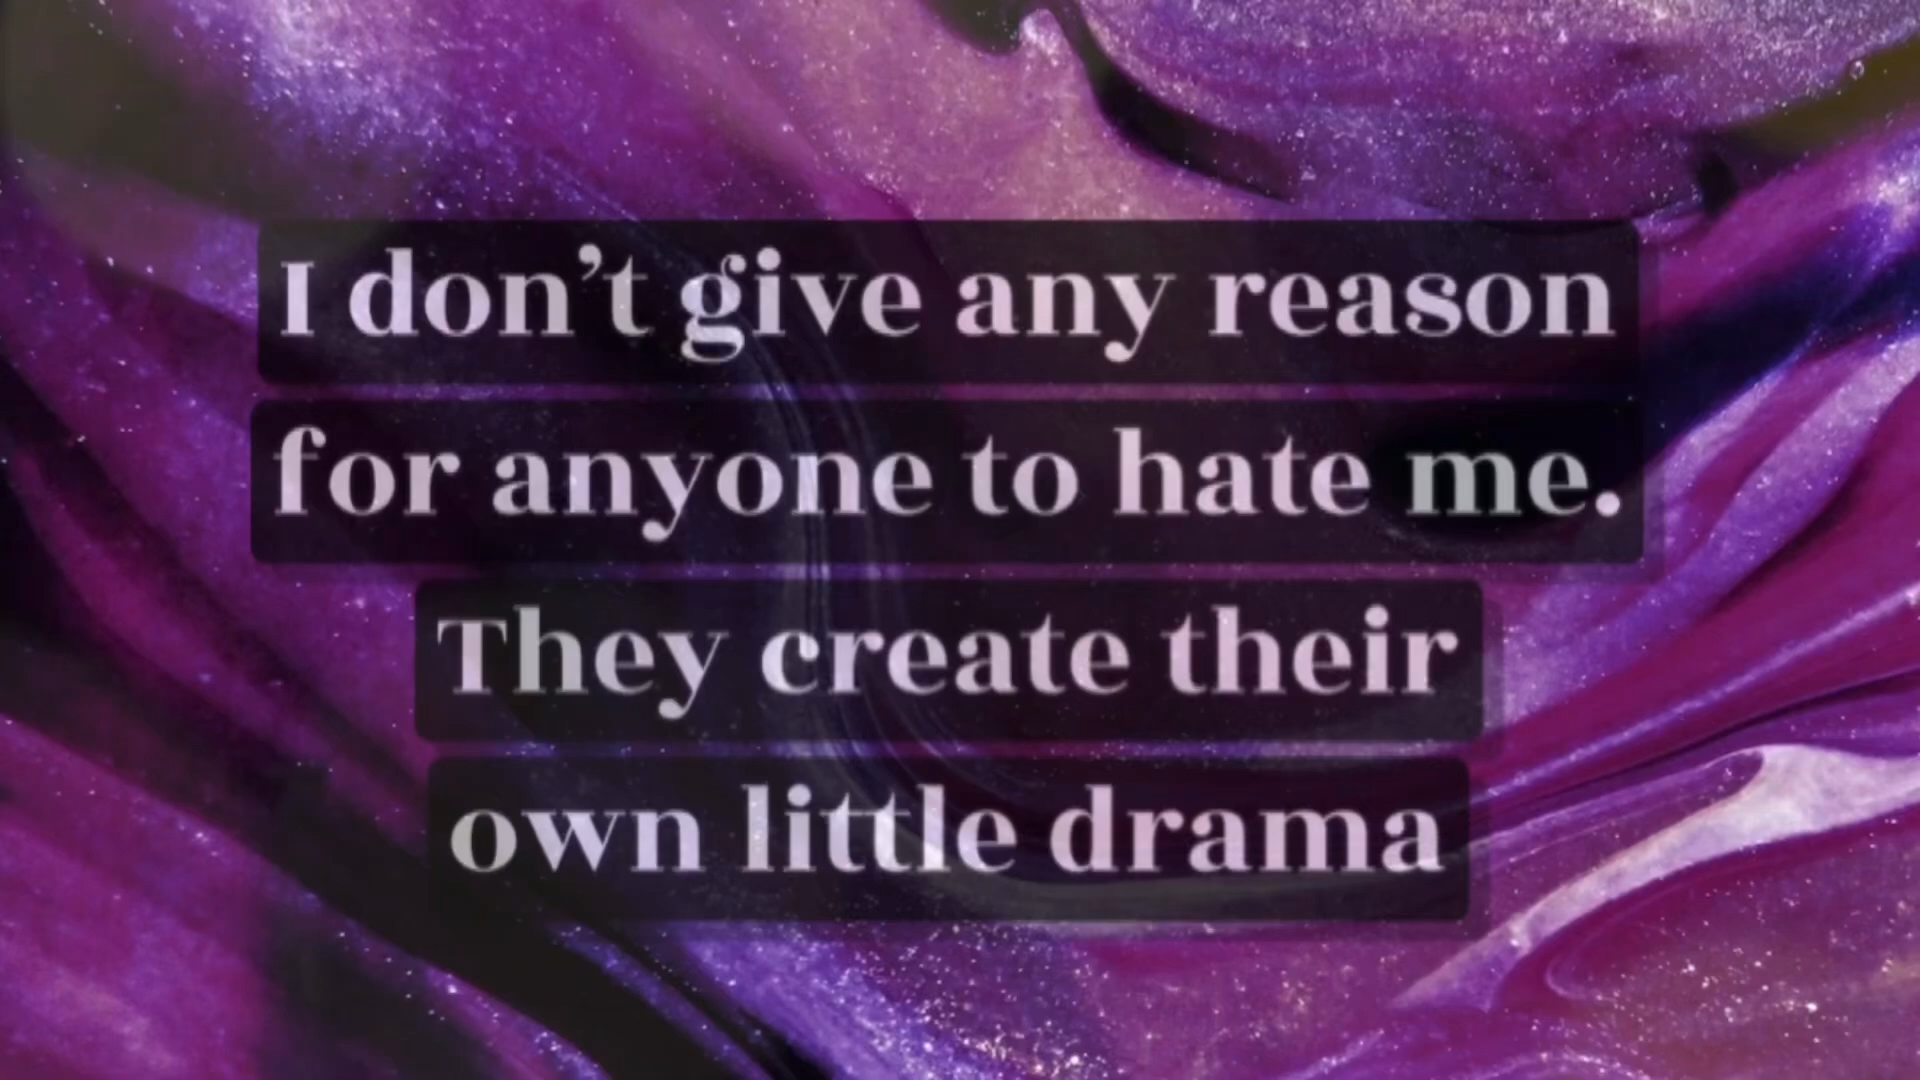 I don’t give any reason
for anyone to hate me.
They create their
own little drama